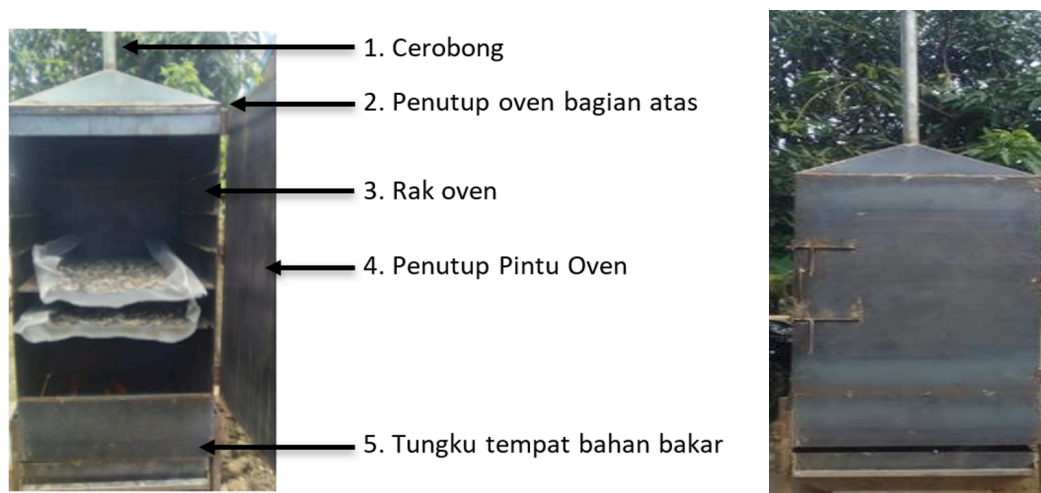 1. Cerobong
2. Penutup oven bagian atas
3. Rak oven
4. Penutup Pintu Oven
5. Tungku tempat bahan bakar